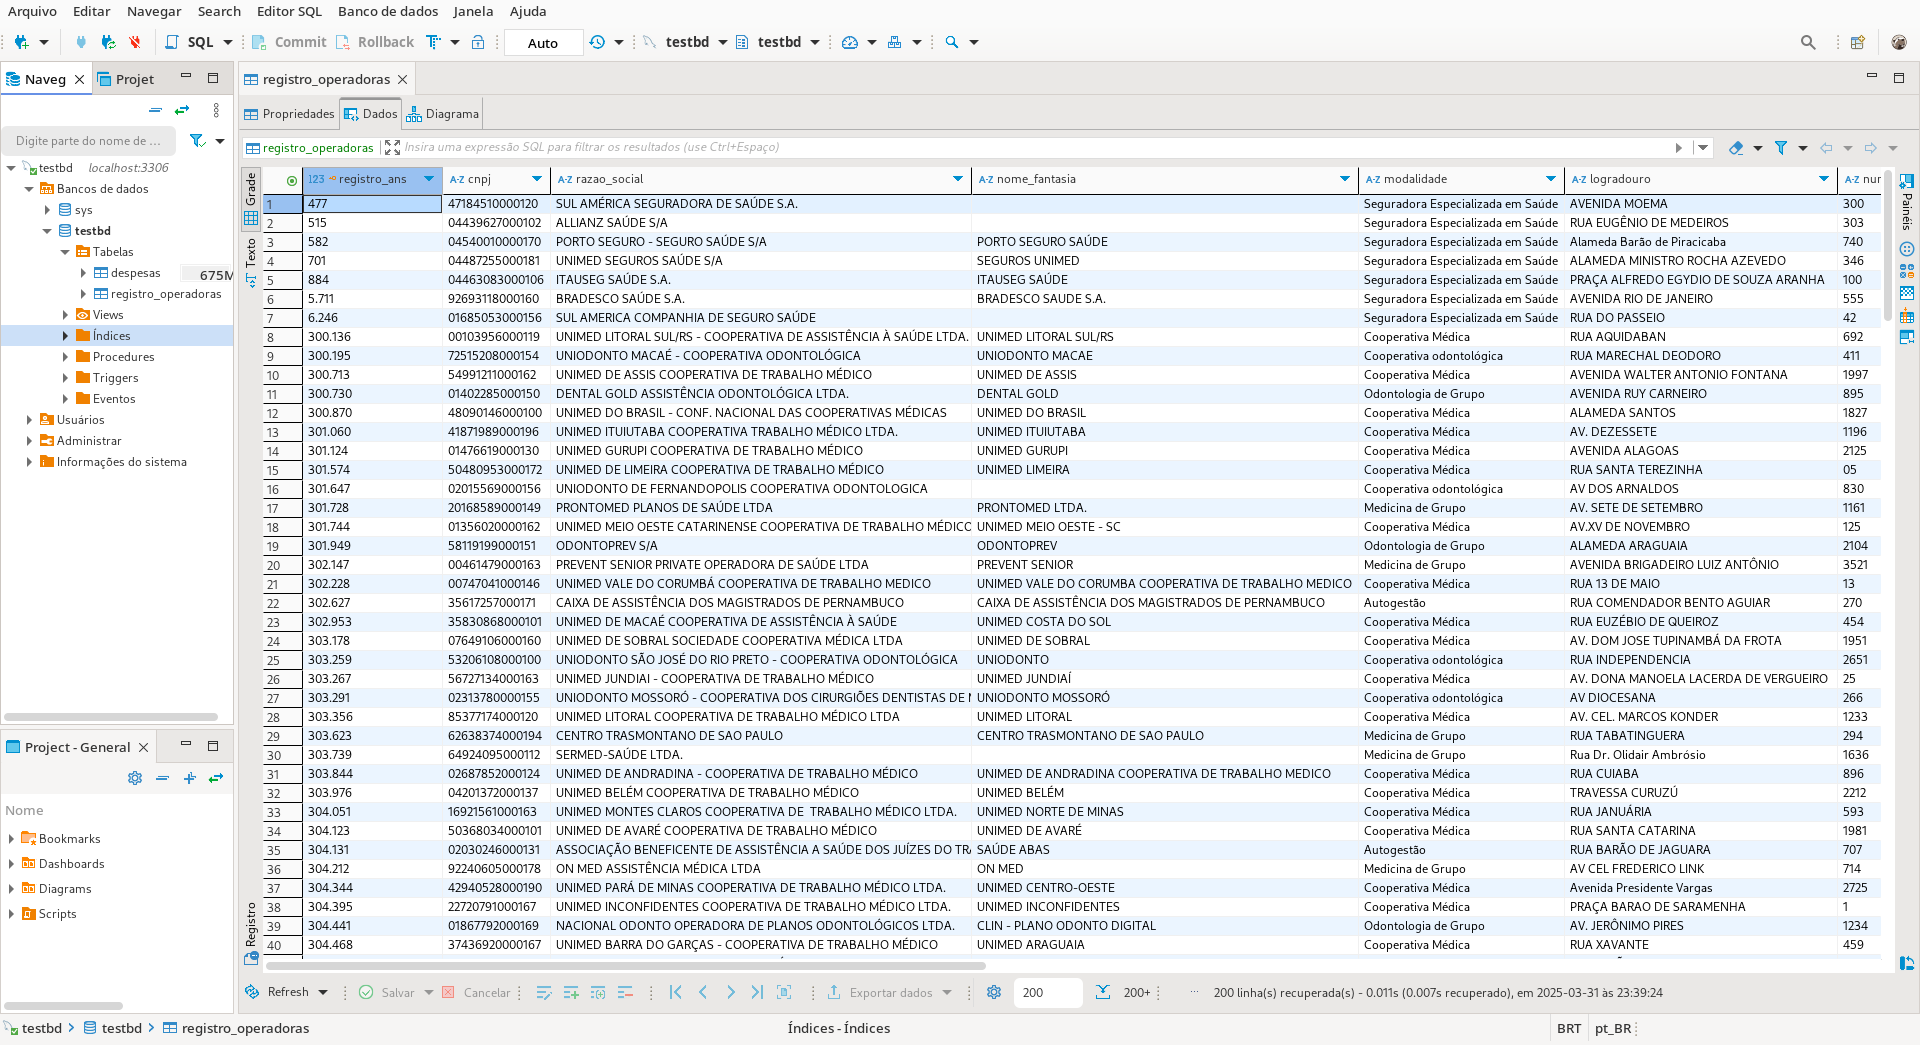 Arquivo Editar Navegar Search Editor SQL Banco de dados Janela Ajuda
SQL Commit Rollback Auto testbd testbd
Naveg Projet registro_operadoras
Propriedades Dados Diagrama
Digite parte do nome de ...
registro_operadoras Insira uma expressão SQL para filtrar os resultados (use Ctrl+Espaço)
testbd localhost:3306
Bancos de dados
sys
testbd
Tabelas
despesas 675M
registro_operadoras
Views
Índices
Procedures
Triggers
Eventos
Usuários
Administrar
Informações do sistema
Project - General
Nome
Bookmarks
Dashboards
Diagrams
Scripts
Grade
Texto
Registro
Painéis
123 registro_ans A-Z cnpj A-Z razao_social A-Z nome_fantasia A-Z modalidade A-Z logradouro A-Z nur
1 477 47184510000120 SUL AMÉRICA SEGURADORA DE SAÚDE S.A. Seguradora Especializada em Saúde AVENIDA MOEMA 300
2 515 04439627000102 ALLIANZ SAÚDE S/A Seguradora Especializada em Saúde RUA EUGÊNIO DE MEDEIROS 303
3 582 04540010000170 PORTO SEGURO - SEGURO SAÚDE S/A PORTO SEGURO SAÚDE Seguradora Especializada em Saúde Alameda Barão de Piracicaba 740
4 701 04487255000181 UNIMED SEGUROS SAÚDE S/A SEGUROS UNIMED Seguradora Especializada em Saúde ALAMEDA MINISTRO ROCHA AZEVEDO 346
5 884 04463083000106 ITAUSEG SAÚDE S.A. ITAUSEG SAÚDE Seguradora Especializada em Saúde PRAÇA ALFREDO EGYDIO DE SOUZA ARANHA 100
6 5.711 92693118000160 BRADESCO SAÚDE S.A. BRADESCO SAUDE S.A. Seguradora Especializada em Saúde AVENIDA RIO DE JANEIRO 555
7 6.246 01685053000156 SUL AMERICA COMPANHIA DE SEGURO SAÚDE Seguradora Especializada em Saúde RUA DO PASSEIO 42
8 300.136 00103956000119 UNIMED LITORAL SUL/RS - COOPERATIVA DE ASSISTÊNCIA À SAÚDE LTDA. UNIMED LITORAL SUL/RS Cooperativa Médica RUA AQUIDABAN 692
9 300.195 72515208000154 UNIODONTO MACAÉ - COOPERATIVA ODONTOLÓGICA UNIODONTO MACAE Cooperativa odontológica RUA MARECHAL DEODORO 411
10 300.713 54991211000162 UNIMED DE ASSIS COOPERATIVA DE TRABALHO MÉDICO UNIMED DE ASSIS Cooperativa Médica AVENIDA WALTER ANTONIO FONTANA 1997
11 300.730 01402285000150 DENTAL GOLD ASSISTÊNCIA ODONTOLÓGICA LTDA. DENTAL GOLD Odontologia de Grupo AVENIDA RUY CARNEIRO 895
12 300.870 48090146000100 UNIMED DO BRASIL - CONF. NACIONAL DAS COOPERATIVAS MÉDICAS UNIMED DO BRASIL Cooperativa Médica ALAMEDA SANTOS 1827
13 301.060 41871989000196 UNIMED ITUIUTABA COOPERATIVA TRABALHO MÉDICO LTDA. UNIMED ITUIUTABA Cooperativa Médica AV. DEZESSETE 1196
14 301.124 01476619000130 UNIMED GURUPI COOPERATIVA DE TRABALHO MÉDICO UNIMED GURUPI Cooperativa Médica AVENIDA ALAGOAS 2125
15 301.574 50480953000172 UNIMED DE LIMEIRA COOPERATIVA DE TRABALHO MÉDICO UNIMED LIMEIRA Cooperativa Médica RUA SANTA TEREZINHA 05
16 301.647 02015569000156 UNIODONTO DE FERNANDOPOLIS COOPERATIVA ODONTOLOGICA Cooperativa odontológica AV DOS ARNALDOS 830
17 301.728 20168589000149 PRONTOMED PLANOS DE SAÚDE LTDA PRONTOMED LTDA. Medicina de Grupo AV. SETE DE SETEMBRO 1161
18 301.744 01356020000162 UNIMED MEIO OESTE CATARINENSE COOPERATIVA DE TRABALHO MÉDICO UNIMED MEIO OESTE - SC Cooperativa Médica AV.XV DE NOVEMBRO 125
19 301.949 58119199000151 ODONTOPREV S/A ODONTOPREV Odontologia de Grupo ALAMEDA ARAGUAIA 2104
20 302.147 00461479000163 PREVENT SENIOR PRIVATE OPERADORA DE SAÚDE LTDA PREVENT SENIOR Medicina de Grupo AVENIDA BRIGADEIRO LUIZ ANTÔNIO 3521
21 302.228 00747041000146 UNIMED VALE DO CORUMBÁ COOPERATIVA DE TRABALHO MEDICO UNIMED VALE DO CORUMBA COOPERATIVA DE TRABALHO MEDICO Cooperativa Médica RUA 13 DE MAIO 13
22 302.627 35617257000171 CAIXA DE ASSISTÊNCIA DOS MAGISTRADOS DE PERNAMBUCO CAIXA DE ASSISTÊNCIA DOS MAGISTRADOS DE PERNAMBUCO Autogestão RUA COMENDADOR BENTO AGUIAR 270
23 302.953 35830868000101 UNIMED DE MACAÉ COOPERATIVA DE ASSISTÊNCIA À SAÚDE UNIMED COSTA DO SOL Cooperativa Médica RUA EUZÉBIO DE QUEIROZ 454
24 303.178 07649106000160 UNIMED DE SOBRAL SOCIEDADE COOPERATIVA MÉDICA LTDA UNIMED DE SOBRAL Cooperativa Médica AV. DOM JOSE TUPINAMBÁ DA FROTA 1951
25 303.259 53206108000100 UNIODONTO SÃO JOSÉ DO RIO PRETO - COOPERATIVA ODONTOLÓGICA UNIODONTO Cooperativa odontológica RUA INDEPENDENCIA 2651
26 303.267 56727134000163 UNIMED JUNDIAI - COOPERATIVA DE TRABALHO MÉDICO UNIMED JUNDIAÍ Cooperativa Médica AV. DONA MANOELA LACERDA DE VERGUEIRO 25
27 303.291 02313780000155 UNIODONTO MOSSORÓ - COOPERATIVA DOS CIRURGIÕES DENTISTAS DE UNIODONTO MOSSORÓ Cooperativa odontológica AV DIOCESANA 266
28 303.356 85377174000120 UNIMED LITORAL COOPERATIVA DE TRABALHO MÉDICO LTDA UNIMED LITORAL Cooperativa Médica AV. CEL. MARCOS KONDER 1233
29 303.623 62638374000194 CENTRO TRASMONTANO DE SAO PAULO CENTRO TRASMONTANO DE SAO PAULO Medicina de Grupo RUA TABATINGUERA 294
30 303.739 64924095000112 SERMED-SAÚDE LTDA. Medicina de Grupo Rua Dr. Olidair Ambrósio 1636
31 303.844 02687852000124 UNIMED DE ANDRADINA - COOPERATIVA DE TRABALHO MÉDICO UNIMED DE ANDRADINA COOPERATIVA DE TRABALHO MEDICO Cooperativa Médica RUA CUIABA 896
32 303.976 04201372000137 UNIMED BELÉM COOPERATIVA DE TRABALHO MÉDICO UNIMED BELÉM Cooperativa Médica TRAVESSA CURUZÚ 2212
33 304.051 16921561000163 UNIMED MONTES CLAROS COOPERATIVA DE TRABALHO MÉDICO LTDA. UNIMED NORTE DE MINAS Cooperativa Médica RUA JANUÁRIA 593
34 304.123 50368034000101 UNIMED DE AVARÉ COOPERATIVA DE TRABALHO MÉDICO UNIMED DE AVARÉ Cooperativa Médica RUA SANTA CATARINA 1981
35 304.131 02030246000131 ASSOCIAÇÃO BENEFICENTE DE ASSISTÊNCIA A SAÚDE DOS JUÍZES DO TRA SAÚDE ABAS Autogestão RUA BARÃO DE JAGUARA 707
36 304.212 92240605000178 ON MED ASSISTÊNCIA MÉDICA LTDA ON MED Medicina de Grupo AV CEL FREDERICO LINK 714
37 304.344 42940528000190 UNIMED PARÁ DE MINAS COOPERATIVA DE TRABALHO MÉDICO LTDA. UNIMED CENTRO-OESTE Cooperativa Médica Avenida Presidente Vargas 2725
38 304.395 22720791000167 UNIMED INCONFIDENTES COOPERATIVA DE TRABALHO MÉDICO LTDA. UNIMED INCONFIDENTES Cooperativa Médica PRAÇA BARAO DE SARAMENHA 1
39 304.441 01867792000169 NACIONAL ODONTO OPERADORA DE PLANOS ODONTOLÓGICOS LTDA. CLIN - PLANO ODONTO DIGITAL Odontologia de Grupo AV. JERÔNIMO PIRES 1234
40 304.468 37436920000167 UNIMED BARRA DO GARÇAS - COOPERATIVA DE TRABALHO MÉDICO UNIMED ARAGUAIA Cooperativa Médica RUA XAVANTE 459
Refresh Salvar Cancelar Exportar dados 200 200+ ... 200 linha(s) recuperada(s) - 0.011s (0.007s recuperado), em 2025-03-31 às 23:39:24
testbd testbd registro_operadoras Índices - Índices BRT pt_BR